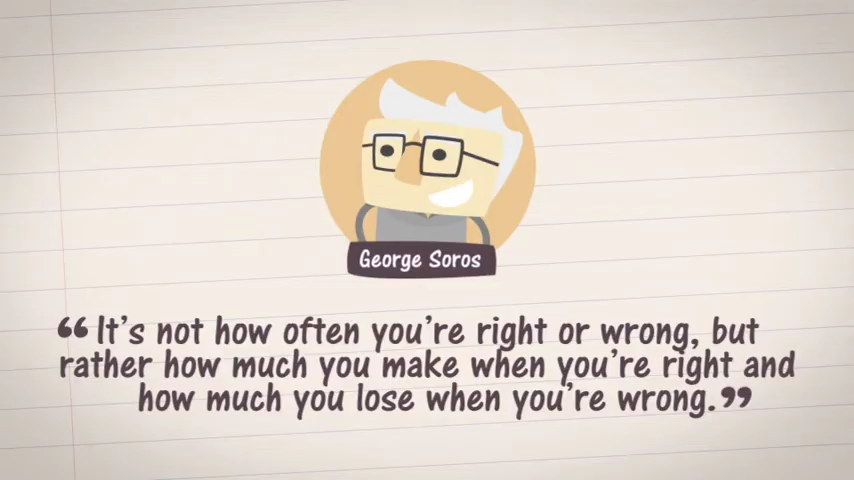 George Soros
“It's not how often you're right or wrong, but
rather how much you make when you're right and
how much you lose when you're wrong.”